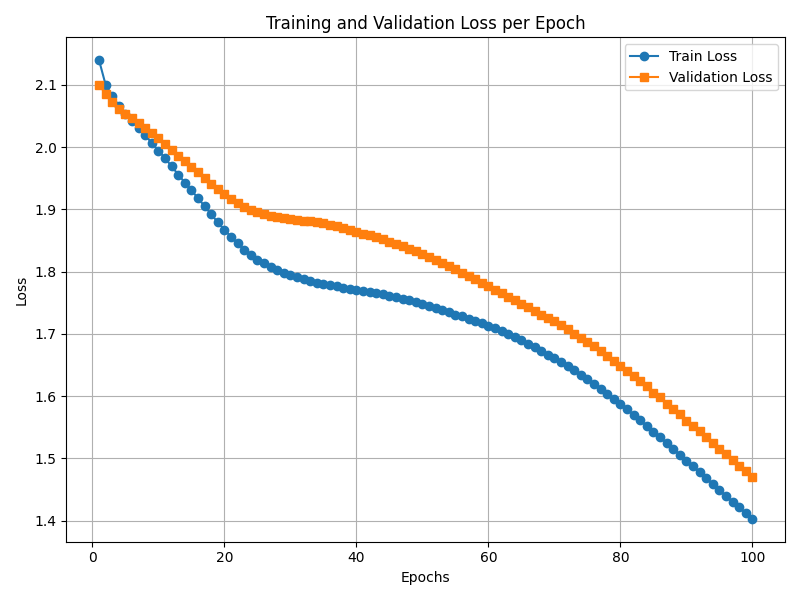 Training and Validation Loss per Epoch
Train Loss
Validation Loss
2.1
2.0
1.9
1.8
1.7
1.6
1.5
1.4
Loss
0 20 40 60 80 100
Epochs